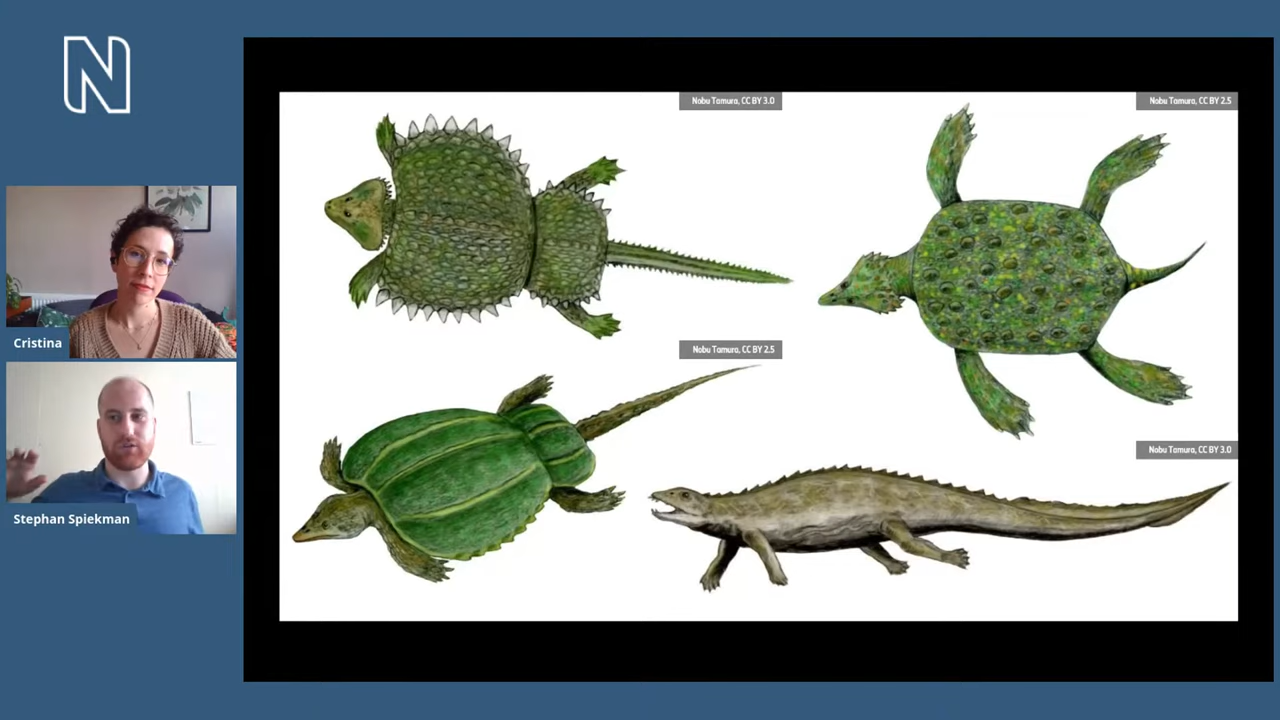 N
Cristina
Stephan Spiekman
Nobu Tamura, CC BY 3.0
Nobu Tamura, CC BY 2.5
Nobu Tamura, CC BY 2.5
Nobu Tamura, CC BY 3.0